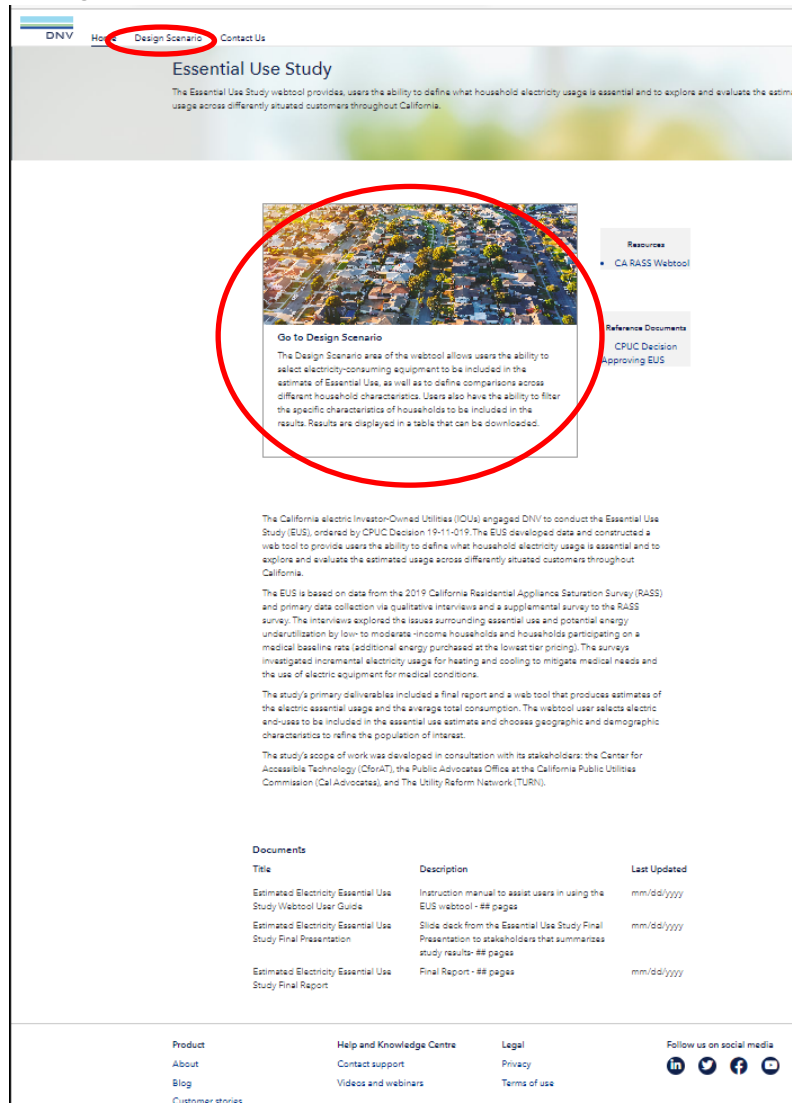 DNV
Home Design Scenario Contact Us
Essential Use Study
The Essential Use Study webtool provides, users the ability to define what household electricity usage is essential and to explore and evaluate the estima
usage across differently situated customers throughout California.
Resources
• CA RASS Webtool
Reference Documents
CPUC Decision
Approving EUS
Go to Design Scenario
The Design Scenario area of the webtool allows users the ability to
select electricity-consuming equipment to be included in the
estimate of Essential Use, as well as to define comparisons across
different household characteristics. Users also have the ability to filter
the specific characteristics of households to be included in the
results. Results are displayed in a table that can be downloaded.
The California electric Investor-Owned Utilities (IOUs) engaged DNV to conduct the Essential Use
Study (EUS), ordered by CPUC Decision 19-11-019.The EUS developed data and constructed a
web tool to provide users the ability to define what household electricity usage is essential and to
explore and evaluate the estimated usage across differently situated customers throughout
California.
The EUS is based on data from the 2019 California Residential Appliance Saturation Survey (RASS)
and primary data collection via qualitative interviews and a supplemental survey to the RASS
survey. The interviews explored the issues surrounding essential use and potential energy
underutilization by low- to moderate -income households and households participating on a
medical baseline rate (additional energy purchased at the lowest tier pricing). The surveys
investigated incremental electricity usage for heating and cooling to mitigate medical needs and
the use of electric equipment for medical conditions.
The study's primary deliverables included a final report and a web tool that produces estimates of
the electric essential usage and the average total consumption. The webtool user selects electric
end-uses to be included in the essential use estimate and chooses geographic and demographic
characteristics to refine the population of interest.
The study's scope of work was developed in consultation with its stakeholders: the Center for
Accessible Technology (CforAT), the Public Advocates Office at the California Public Utilities
Commission (Cal Advocates), and The Utility Reform Network (TURN).
Documents
Title Description Last Updated
Estimated Electricity Essential Use Instruction manual to assist users in using the mm/dd/yyyy
Study Webtool User Guide EUS webtool - ## pages
Estimated Electricity Essential Use Slide deck from the Essential Use Study Final mm/dd/yyyy
Study Final Presentation Presentation to stakeholders that summarizes
study results- ## pages
Estimated Electricity Essential Use Final Report - ## pages mm/dd/yyyy
Study Final Report
Product Help and Knowledge Centre Legal Follow us on social media
About Contact support Privacy
Blog Videos and webinars Terms of use
Customer stories